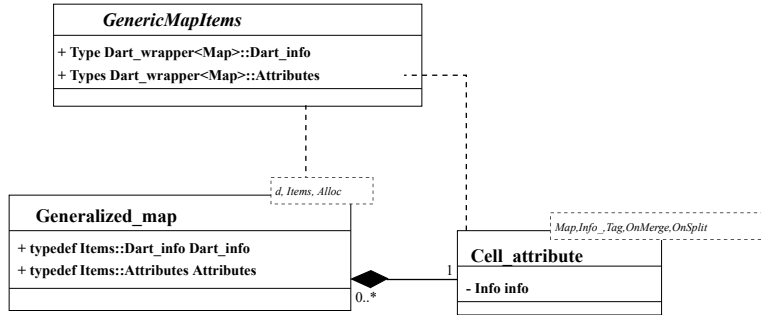 GenericMapItems
+ Type Dart_wrapper<Map>::Dart_info
+ Types Dart_wrapper<Map>::Attributes
d, Items, Alloc
Generalized_map
+ typedef Items::Dart_info Dart_info
+ typedef Items::Attributes Attributes
0..*
1
Map,Info_,Tag,OnMerge,OnSplit
Cell_attribute
- Info info